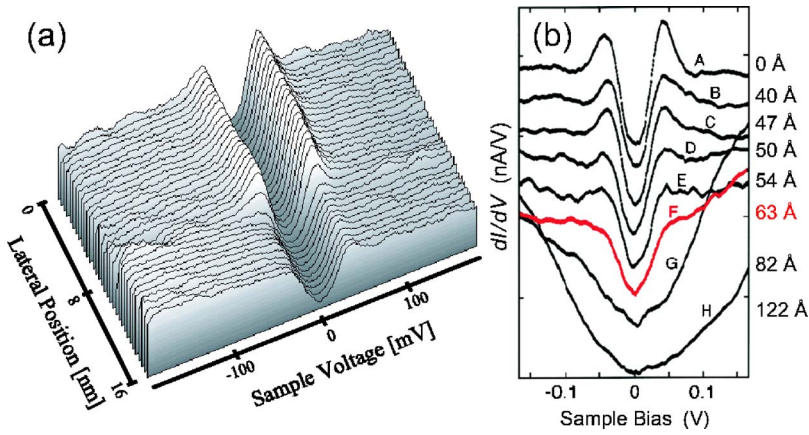 (a)
0
8
16
Lateral Position [nm]
-100
0
100
Sample Voltage [mV]
(b)
dI/dV (nA/V)
A
B
C
D
E
F
G
H
0 Å
40 Å
47 Å
50 Å
54 Å
63 Å
82 Å
122 Å
-0.1
0
0.1
Sample Bias (V)